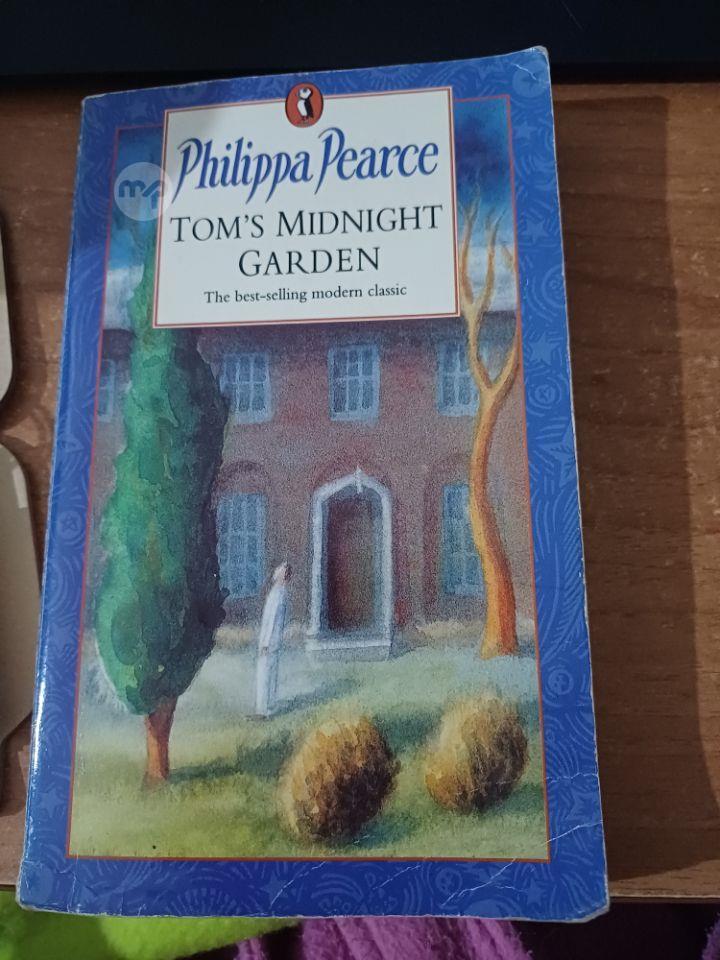 Philippa Pearce
TOM'S MIDNIGHT
GARDEN
The best-selling modern classic